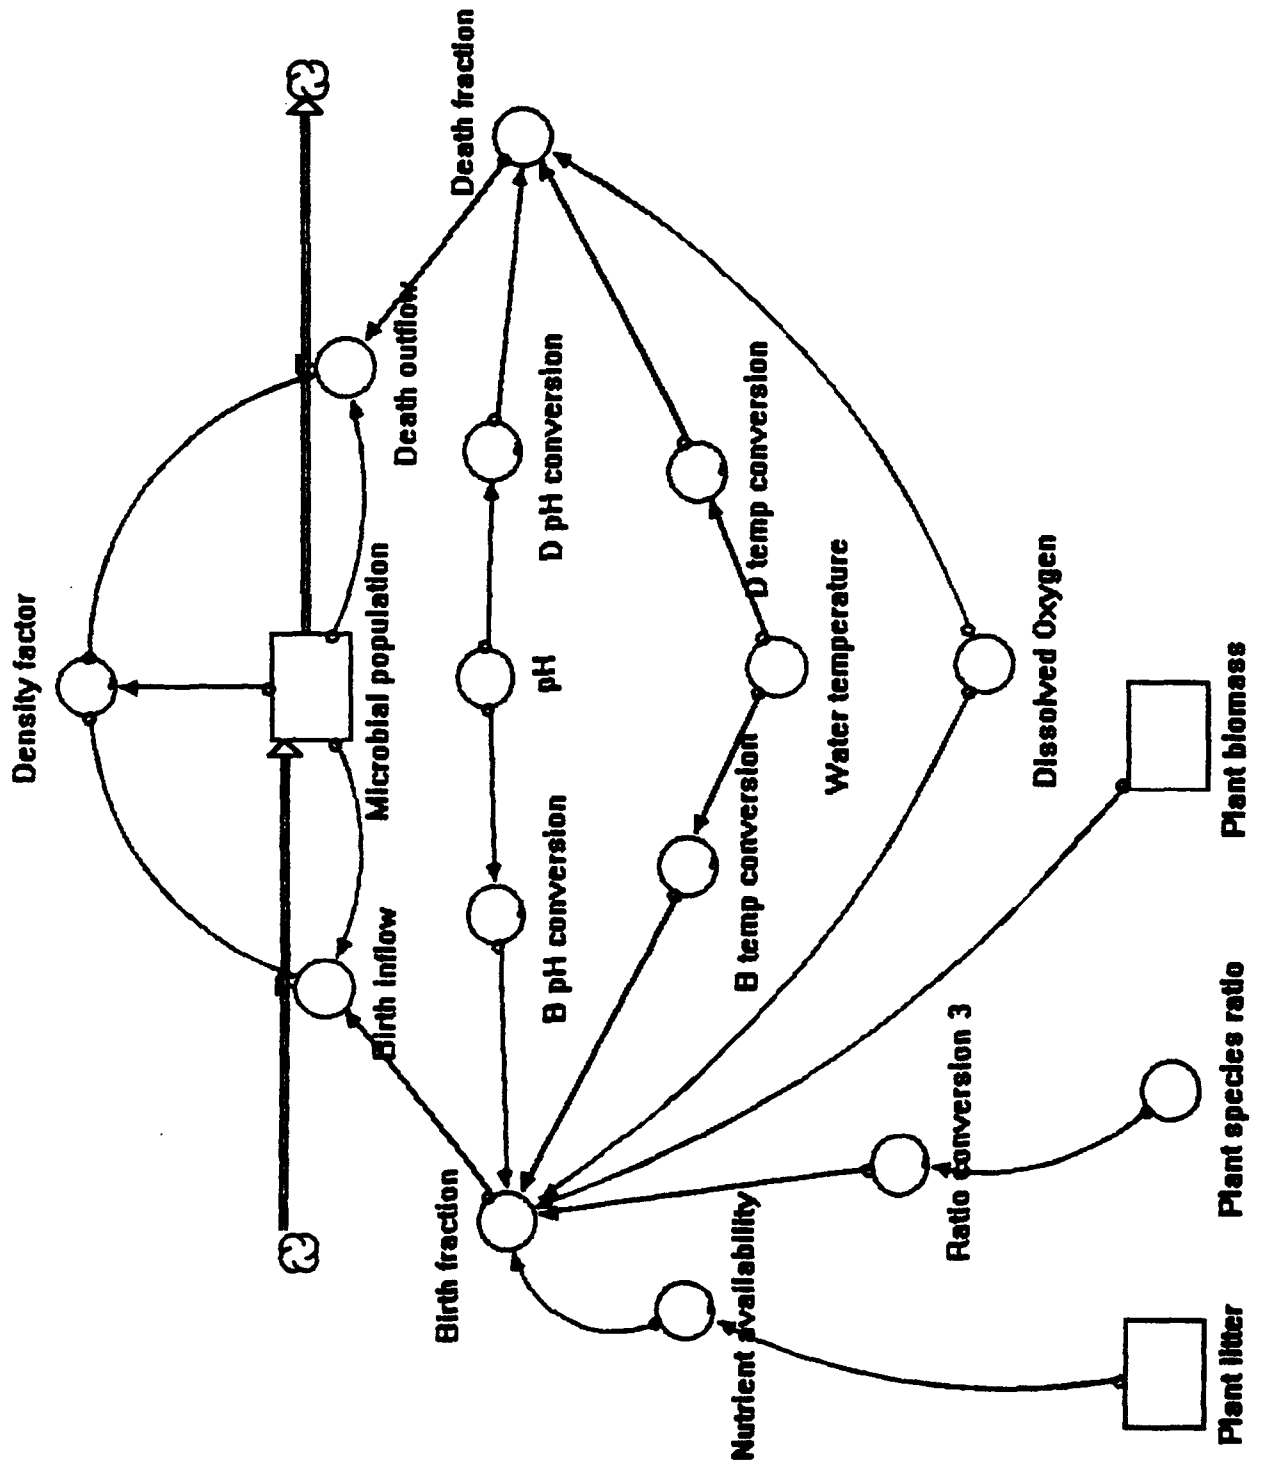 Density factor
Microbial population
Birth inflow
Death outflow
Birth fraction
Death fraction
B pH conversion
pH
D pH conversion
B temp conversion
Water temperature
D temp conversion
Nutrient availability
Ratio conversion 3
Dissolved Oxygen
Plant litter
Plant species ratio
Plant biomass